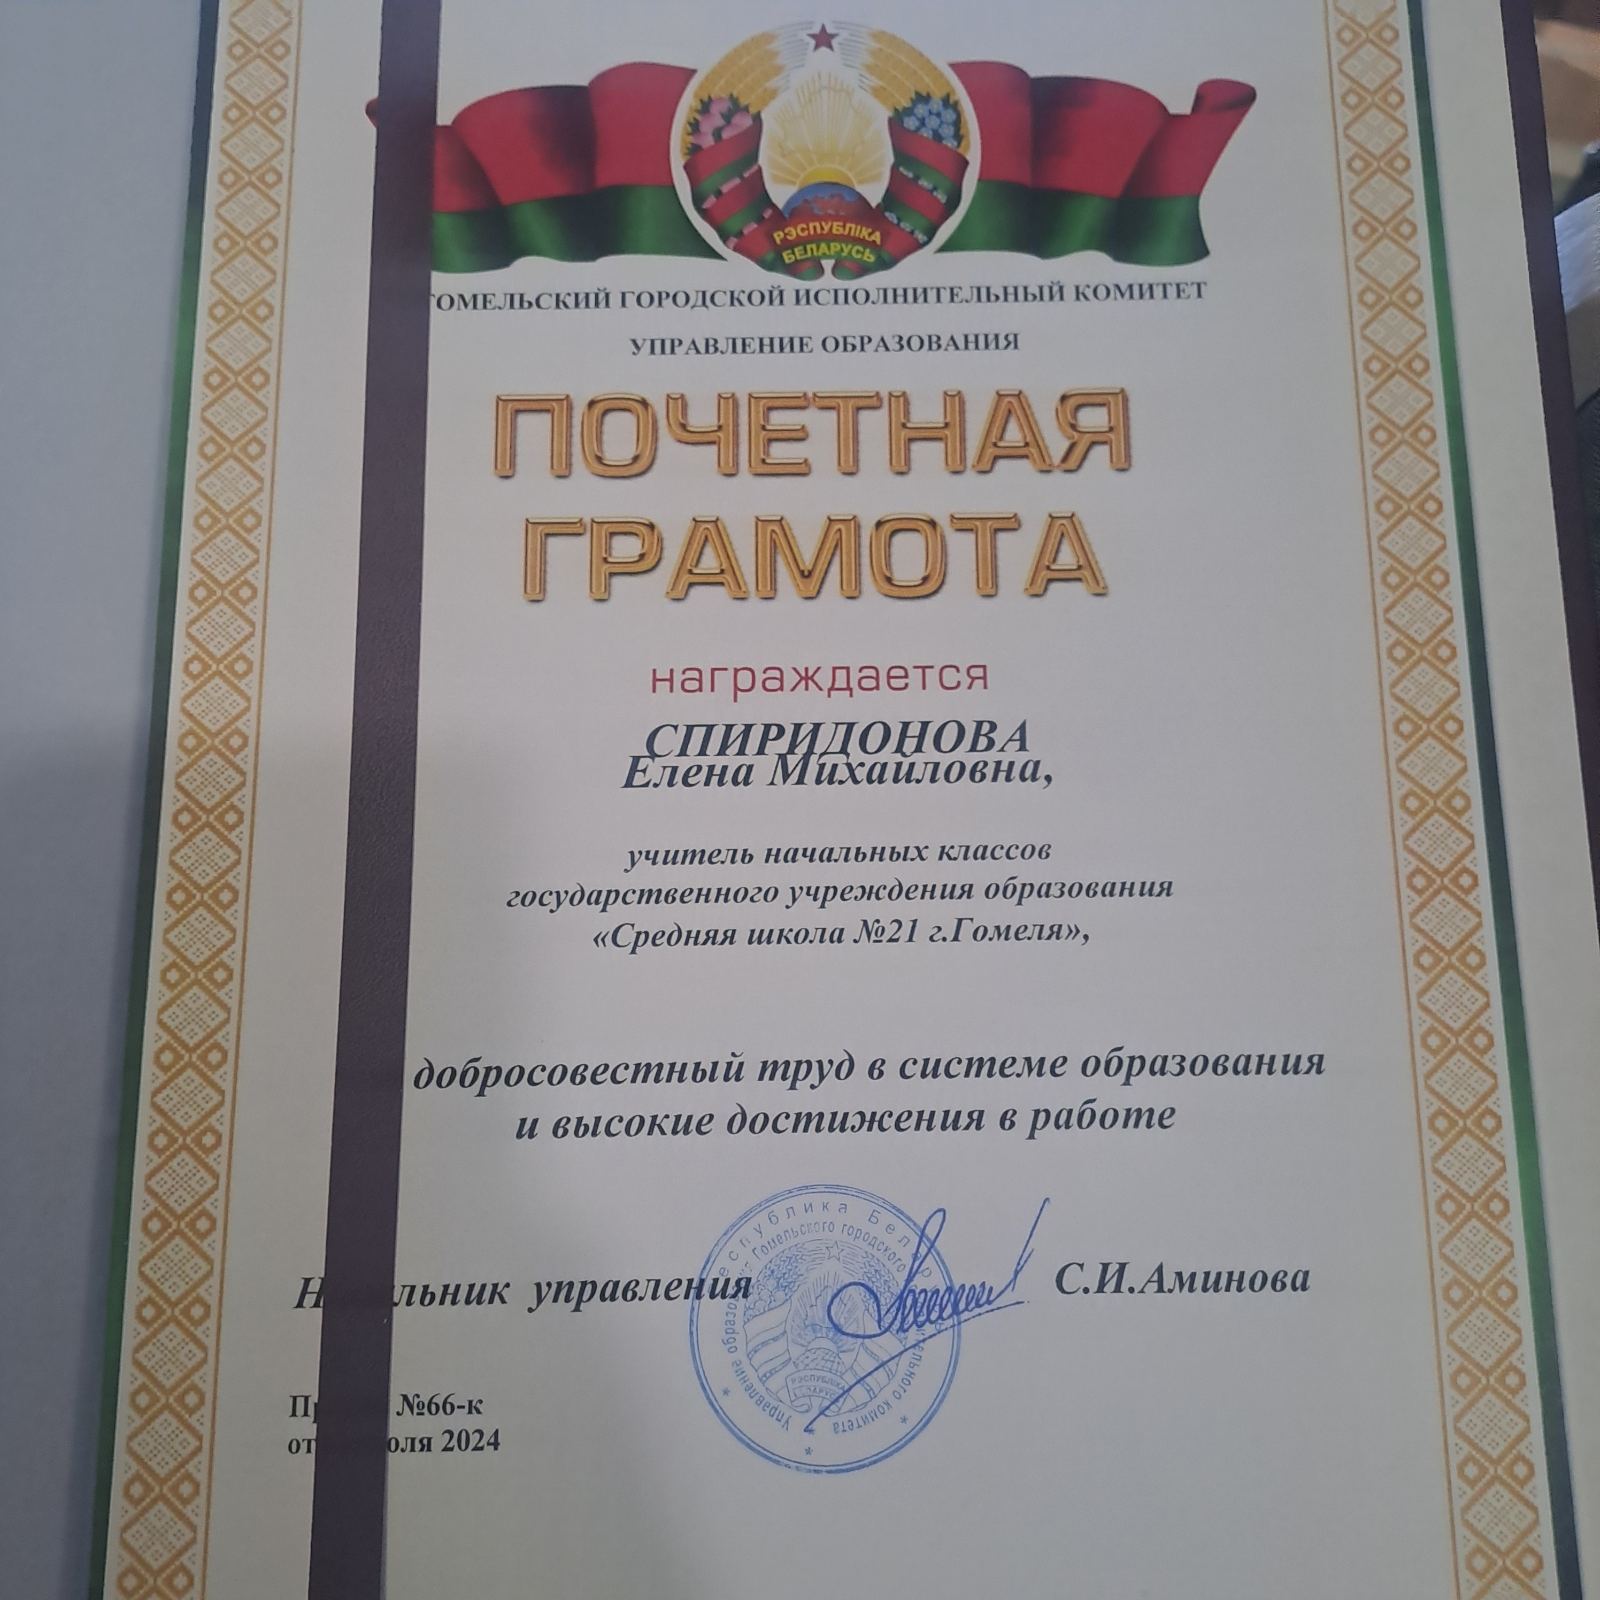 РЭСПУБЛІКА
БЕЛАРУСЬ
ГОМЕЛЬСКИЙ ГОРОДСКОЙ ИСПОЛНИТЕЛЬНЫЙ КОМИТЕТ
УПРАВЛЕНИЕ ОБРАЗОВАНИЯ
ПОЧЕТНАЯ
ГРАМОТА
награждается
СПИРИДОНОВА
Елена Михайловна,
учитель начальных классов
государственного учреждения образования
«Средняя школа №21 г.Гомеля»,
добросовестный труд в системе образования
и высокие достижения в работе
управления С.И.Аминова
№66-к
2024